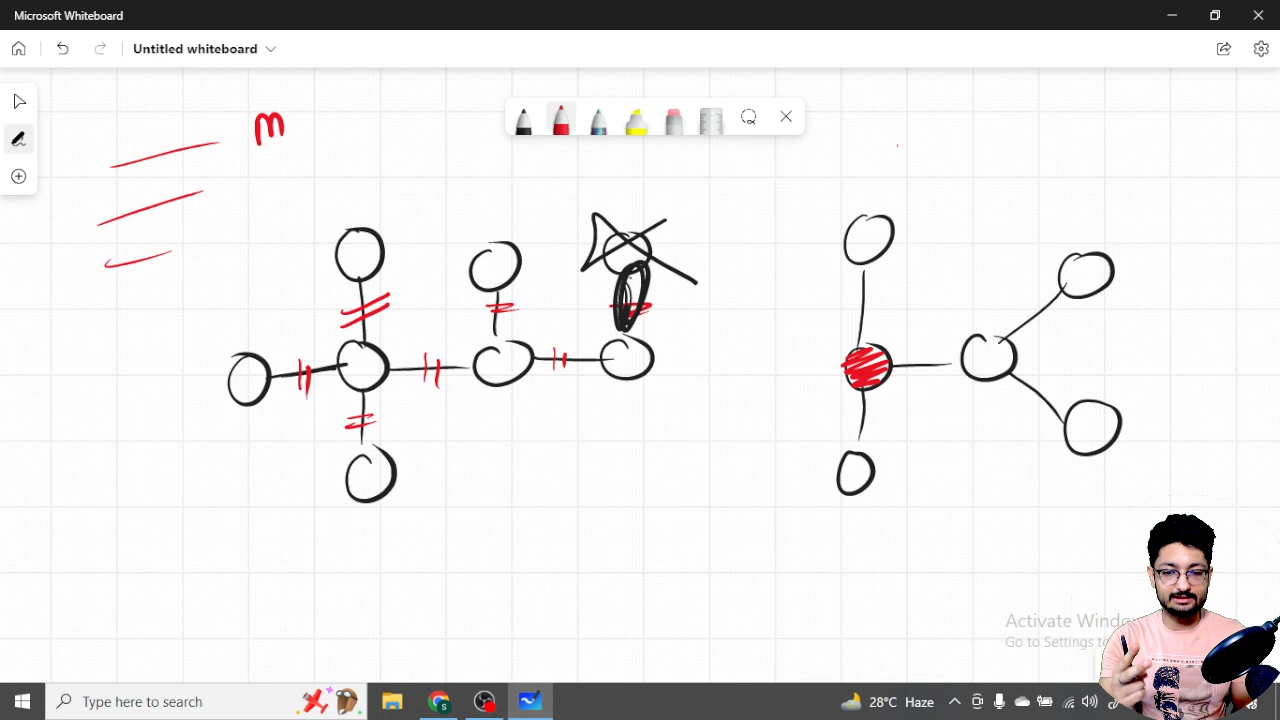 Microsoft Whiteboard
Untitled whiteboard
m
Activate Windo
Go to Settings to
Type here to search
28°C Haze